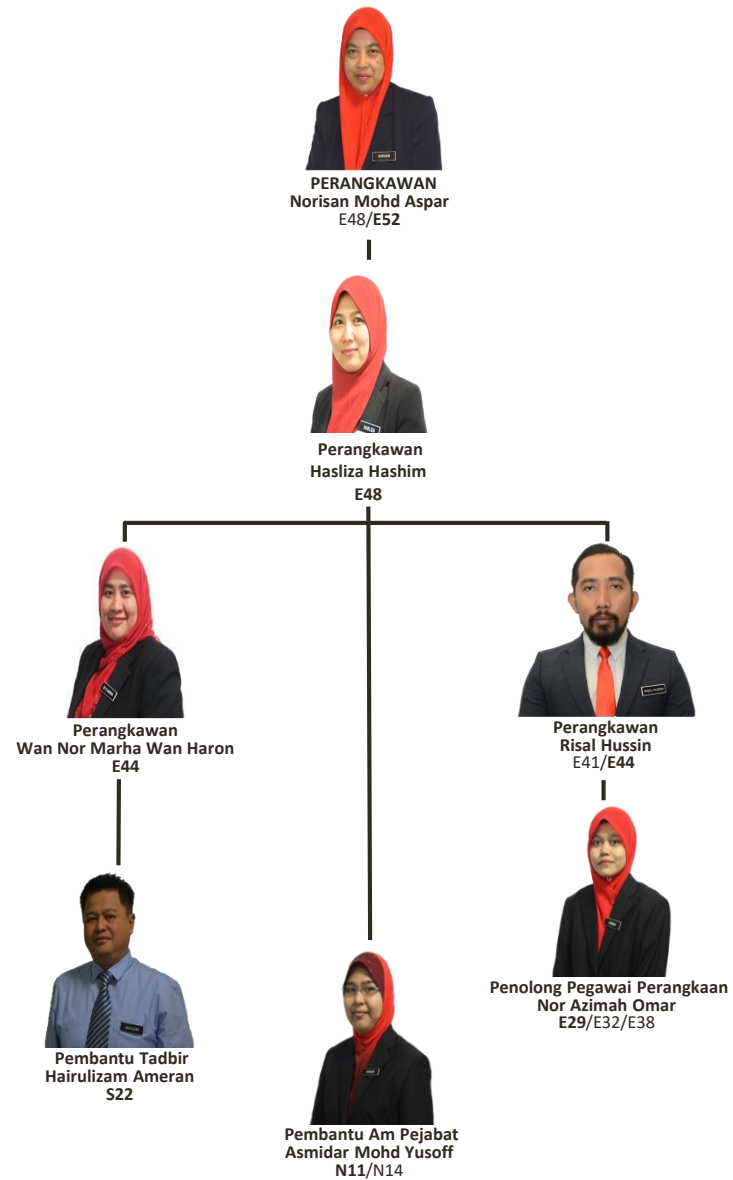 PERANGKAWAN
Norisan Mohd Aspar
E48/E52
Perangkawan
Hasliza Hashim
E48
Perangkawan
Wan Nor Marha Wan Haron
E44
Perangkawan
Risal Hussin
E41/E44
Penolong Pegawai Perangkaan
Nor Azimah Omar
E29/E32/E38
Pembantu Tadbir
Hairulizam Ameran
S22
Pembantu Am Pejabat
Asmidar Mohd Yusoff
N11/N14